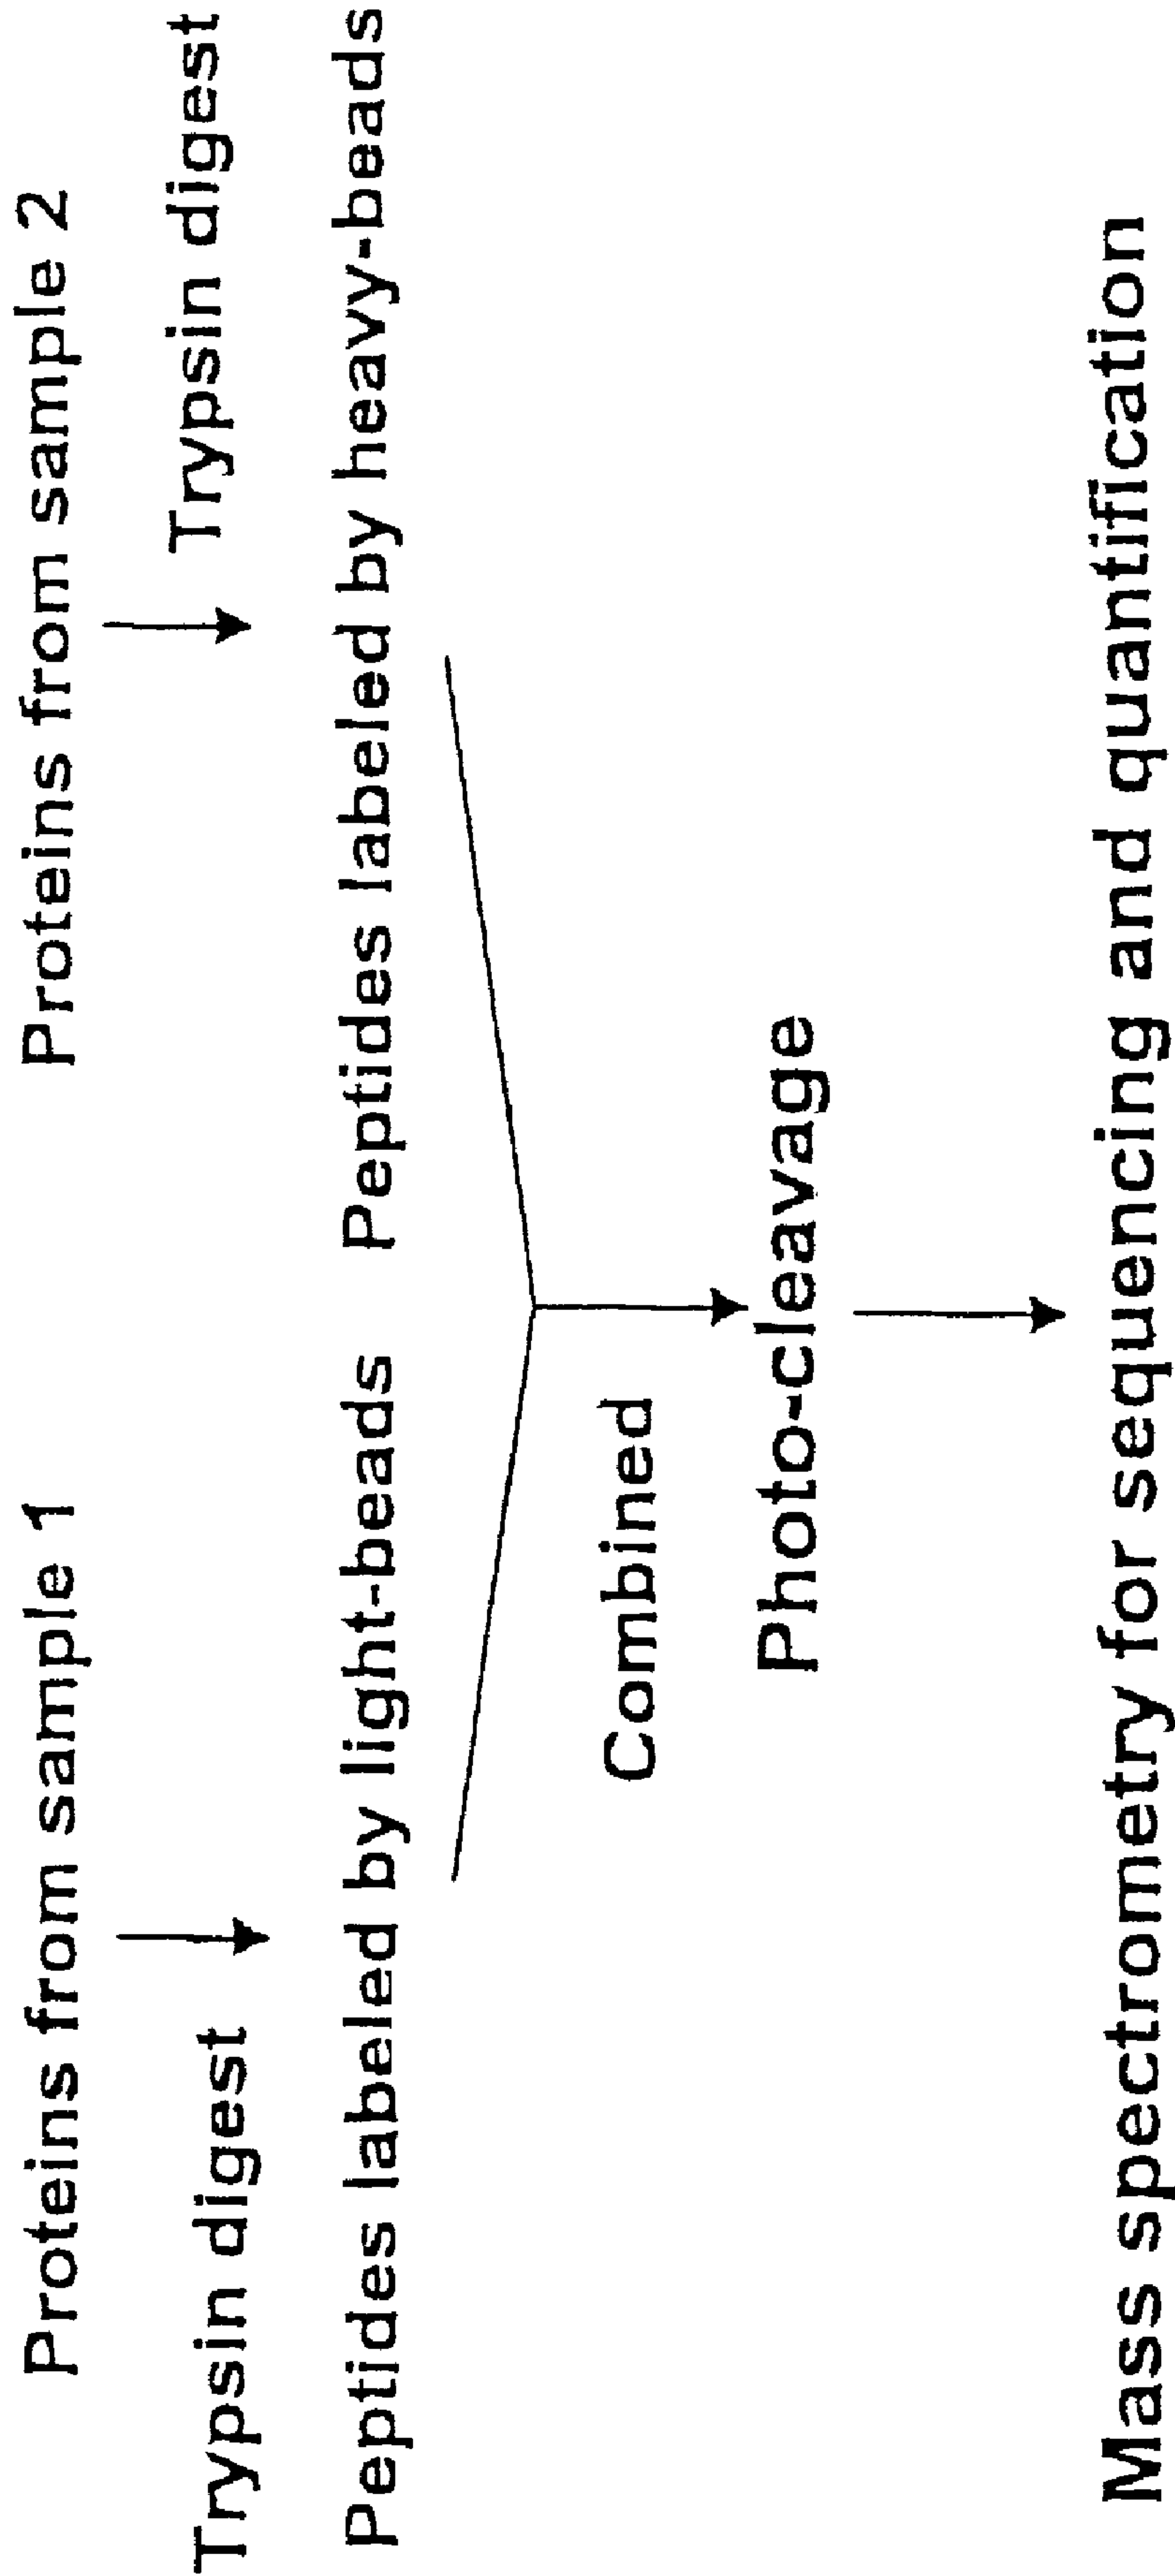 Proteins from sample 1
Proteins from sample 2
Trypsin digest
Trypsin digest
Peptides labeled by light-beads
Peptides labeled by heavy-beads
Combined
Photo-cleavage
Mass spectrometry for sequencing and quantification